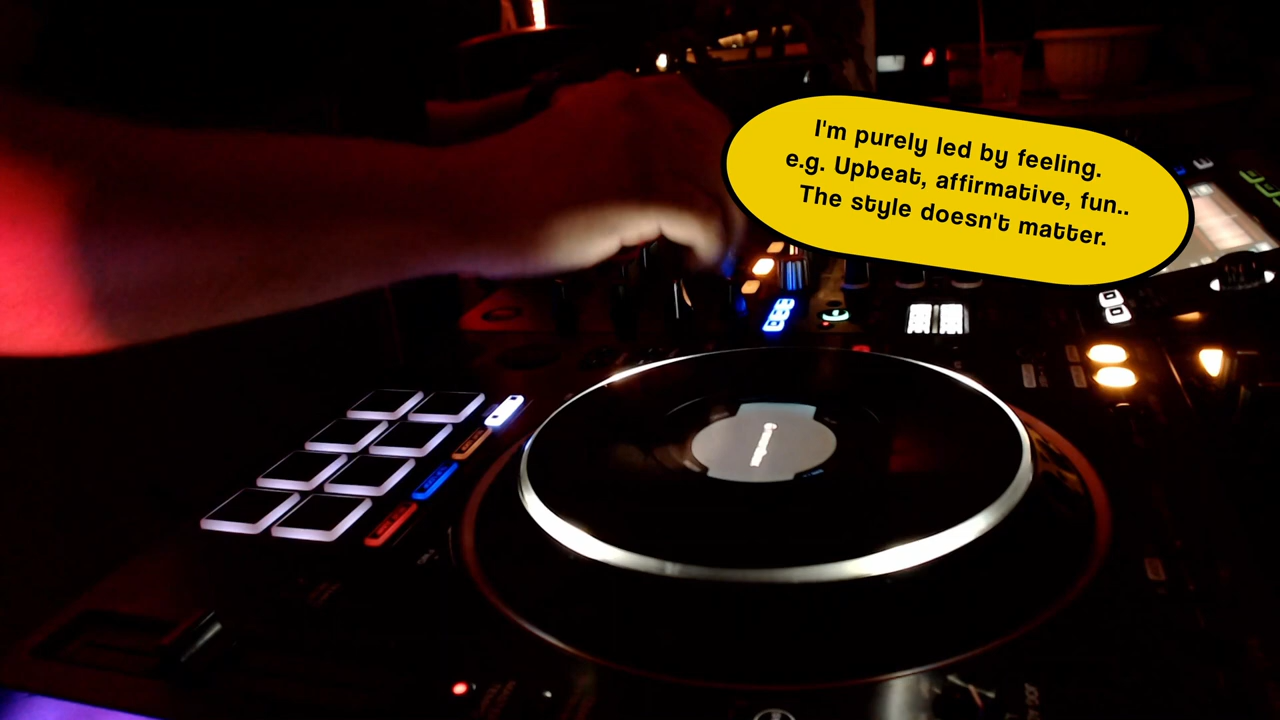 I'm purely led by feeling.
e.g. Upbeat, affirmative, fun..
The style doesn't matter.